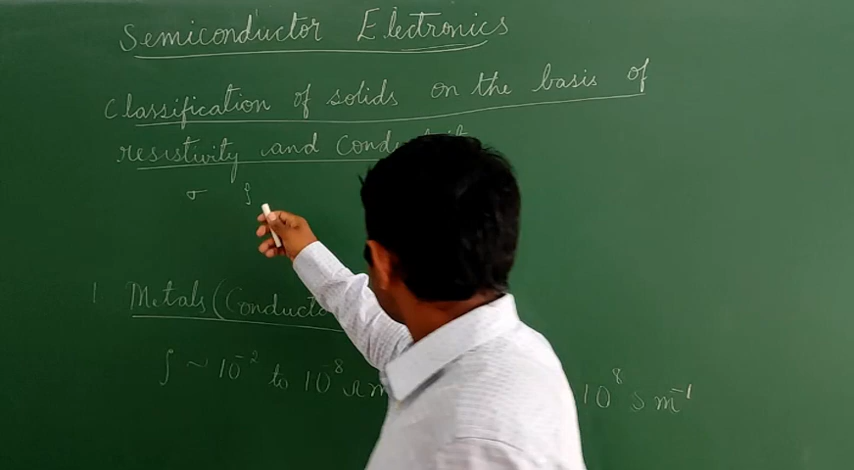 Semiconductor Electronics
Classification of solids on the basis of
resistivity and
σ ρ
1 Metals (
ρ ~ 10⁻² to 10⁻⁸ Ωm 10⁸ S m⁻¹